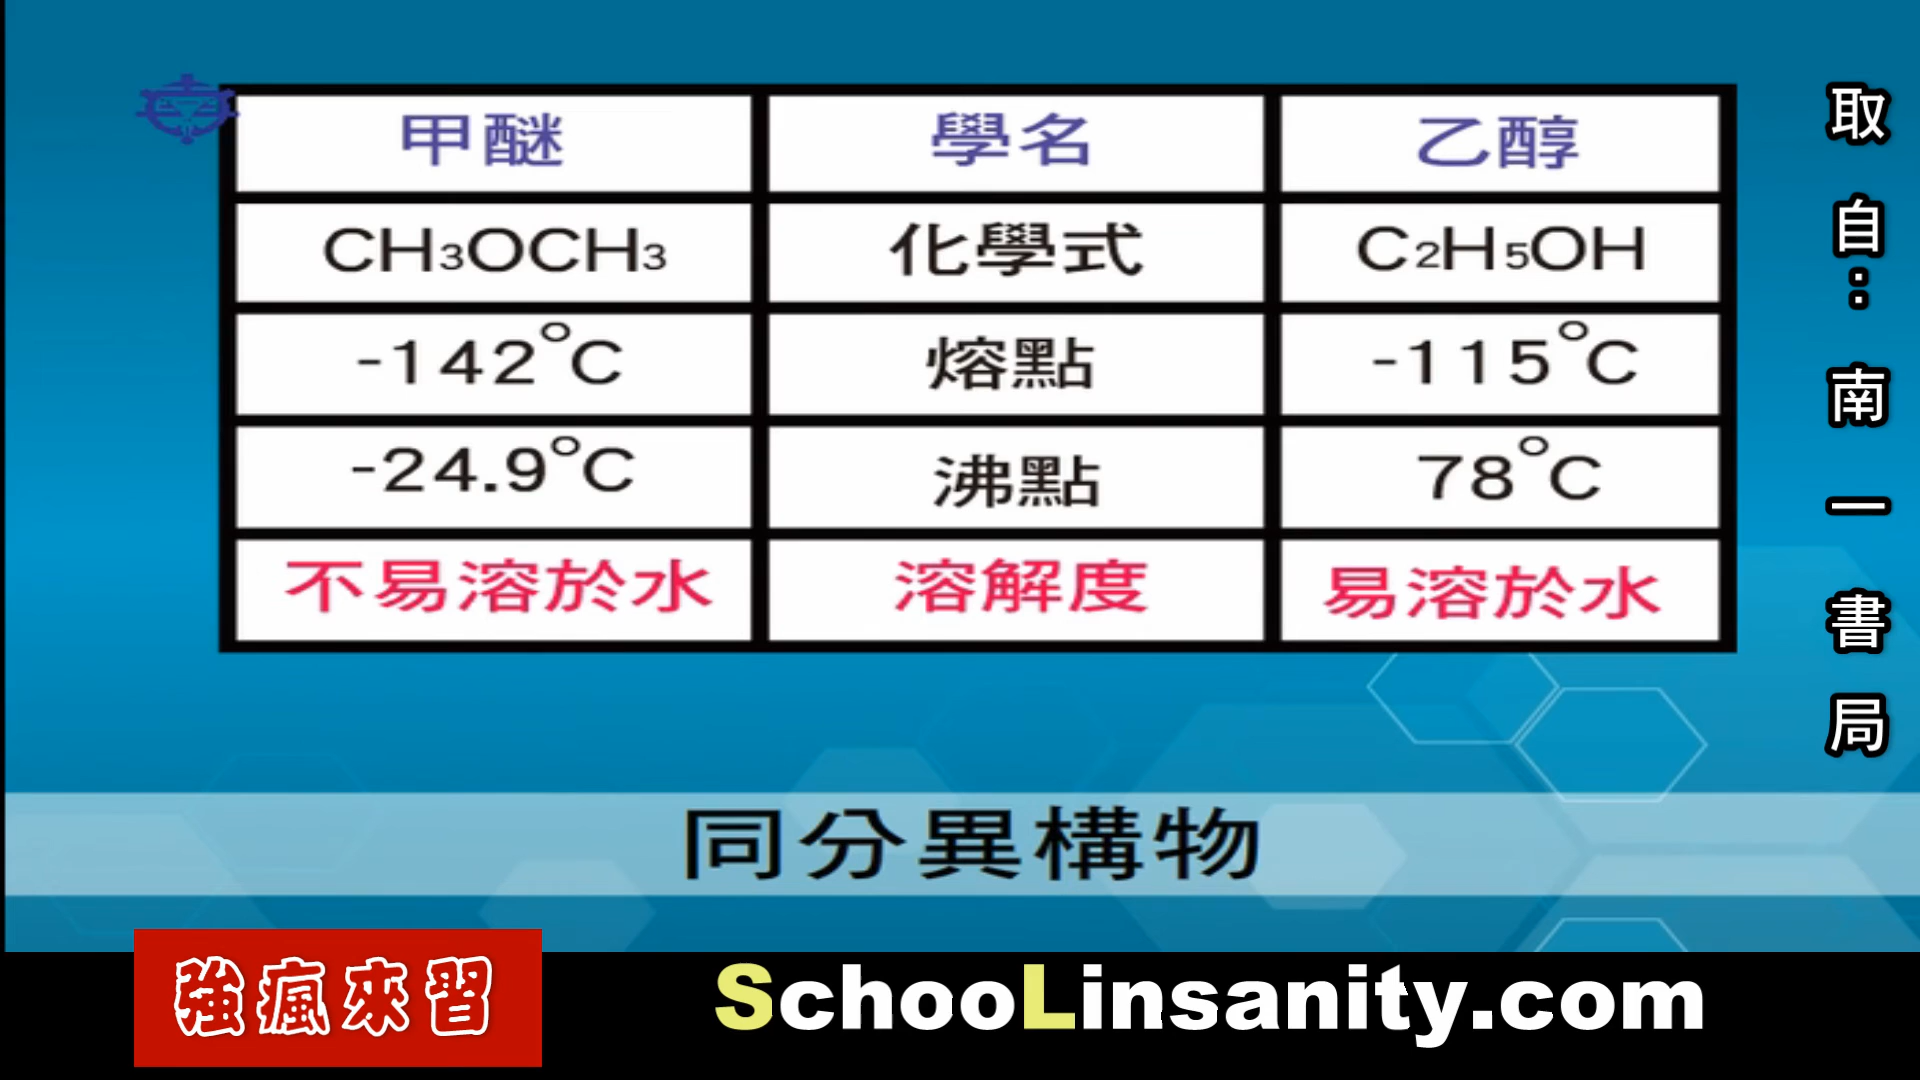 甲醚 學名 乙醇
CH₃OCH₃ 化學式 C₂H₅OH
-142°C 熔點 -115°C
-24.9°C 沸點 78°C
不易溶於水 溶解度 易溶於水
同分異構物
取自：南一書局
強瘋來習
SchooLinsanity.com